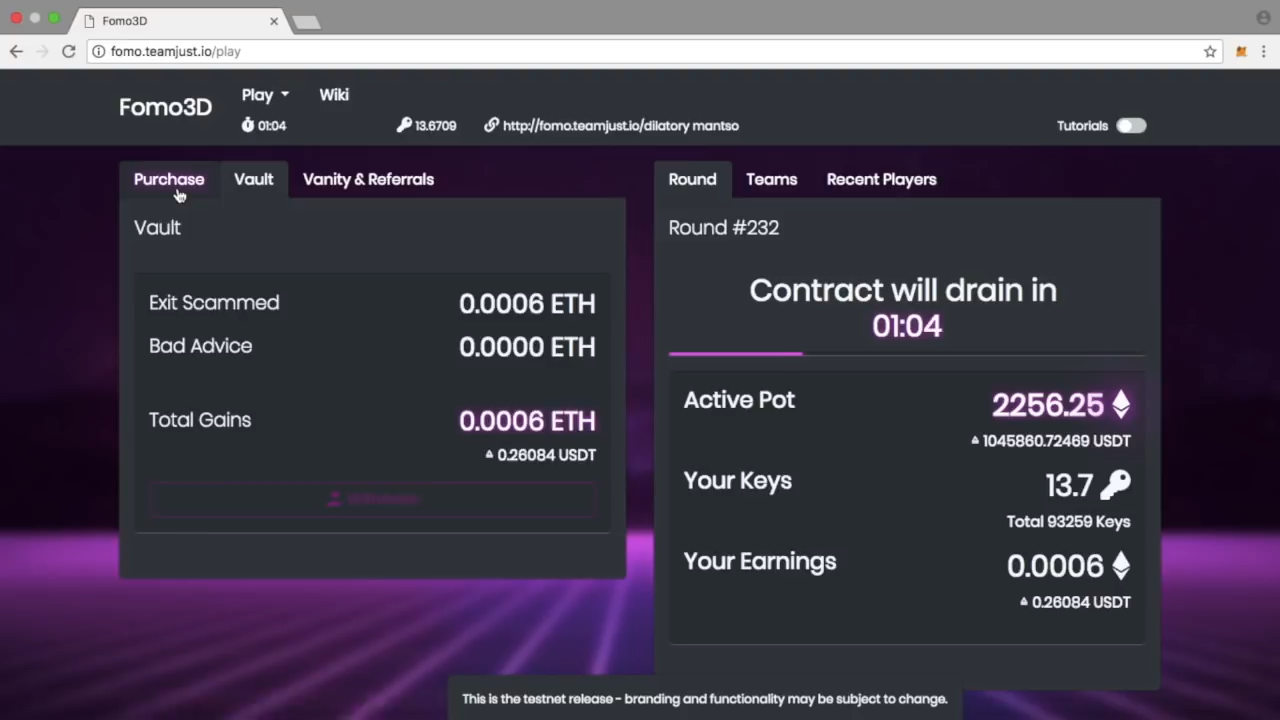 Fomo3D
fomo.teamjust.io/play
Fomo3D
Play
Wiki
01:04
13.6709
http://fomo.teamjust.io/dilatory mantso
Tutorials
Purchase
Vault
Vanity & Referrals
Vault
Exit Scammed
0.0006 ETH
Bad Advice
0.0000 ETH
Total Gains
0.0006 ETH
0.26084 USDT
Round
Teams
Recent Players
Round #232
Contract will drain in
01:04
Active Pot
2256.25
1045860.72469 USDT
Your Keys
13.7
Total 93259 Keys
Your Earnings
0.0006
0.26084 USDT
This is the testnet release - branding and functionality may be subject to change.